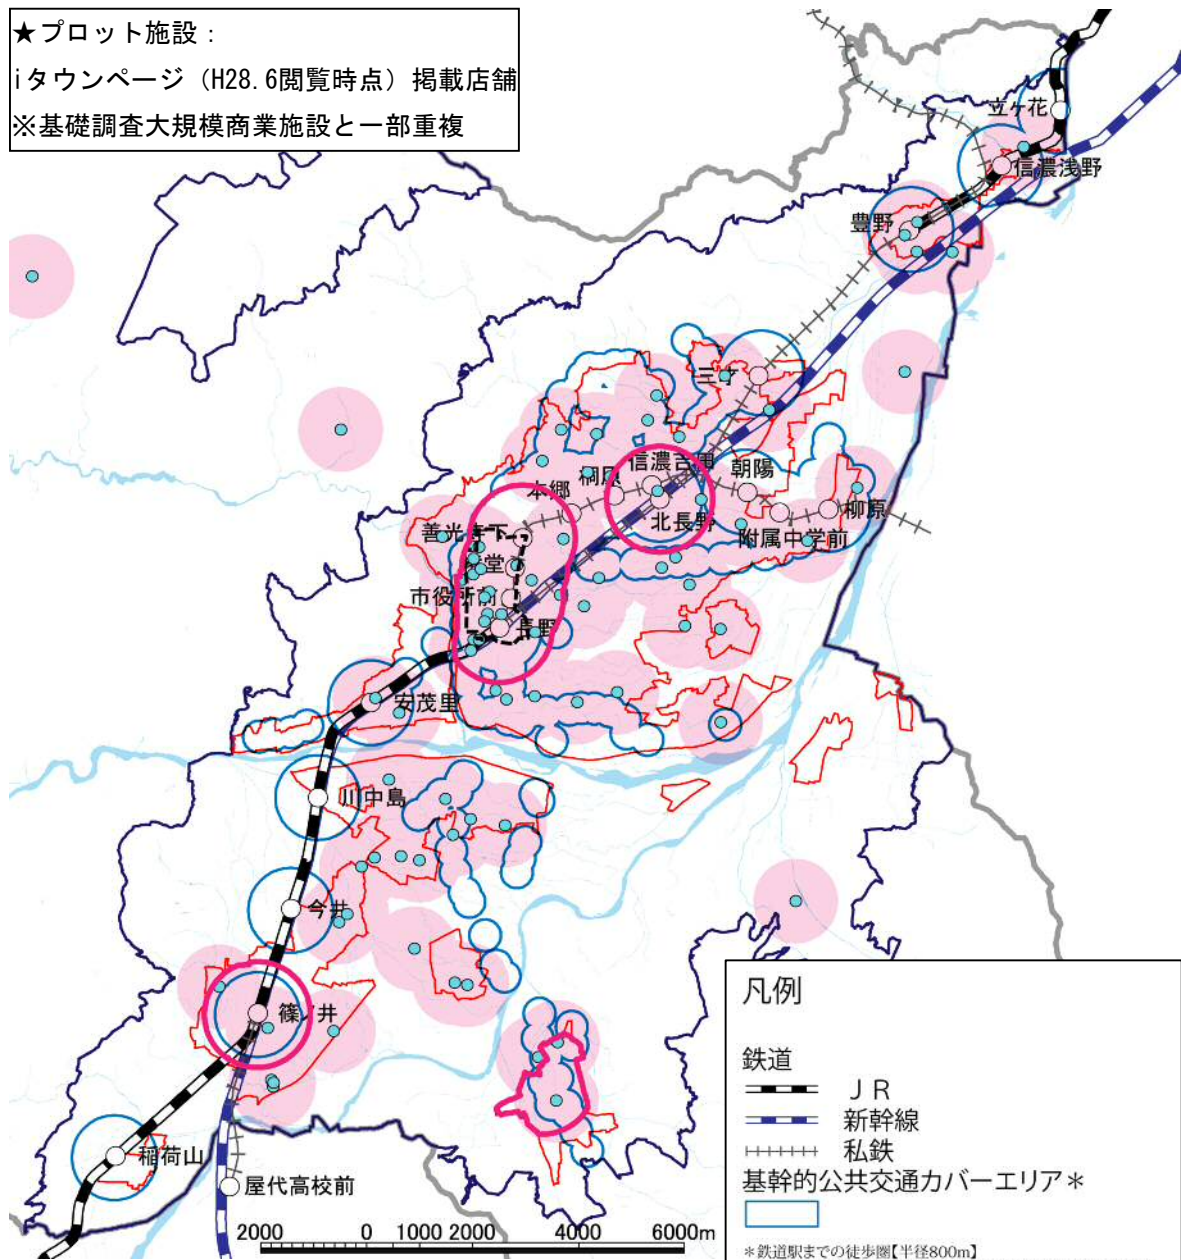 ★プロット施設：
iタウンページ（H28.6閲覧時点）掲載店舗
※基礎調査大規模商業施設と一部重複
立ヶ花
信濃浅野
豊野
三才
信濃吉田
朝陽
桐原
本郷
北長野
柳原
附属中学前
善光寺下
市役所前
長野
安茂里
川中島
今井
篠ノ井
稲荷山
屋代高校前
2000 0 1000 2000 4000 6000m
凡例
鉄道
ＪＲ
新幹線
私鉄
基幹的公共交通カバーエリア＊
＊鉄道駅までの徒歩圏【半径800m】